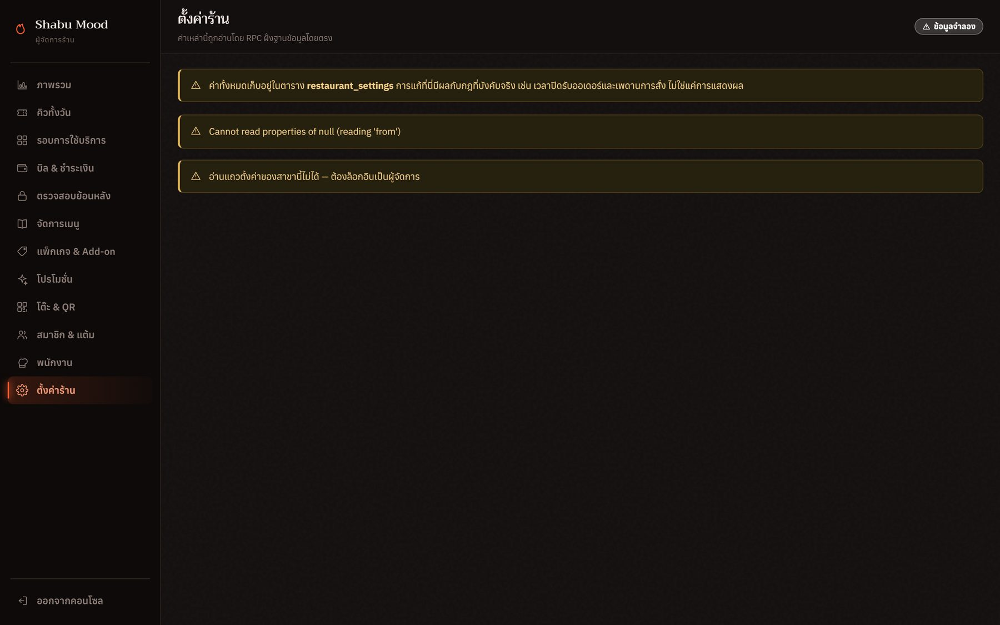 Shabu Mood
ผู้จัดการร้าน
ภาพรวม
คิวทั้งวัน
รอบการใช้บริการ
บิล & ชำระเงิน
ตรวจสอบย้อนหลัง
จัดการเมนู
แพ็กเกจ & Add-on
โปรโมชั่น
โต๊ะ & QR
สมาชิก & แต้ม
พนักงาน
ตั้งค่าร้าน
ออกจากคอนโซล
ตั้งค่าร้าน
ค่าเหล่านี้ถูกอ่านโดย RPC ฝั่งฐานข้อมูลโดยตรง
ข้อมูลจำลอง
ค่าทั้งหมดเก็บอยู่ในตาราง restaurant_settings การแก้ที่นี่มีผลกับกฎที่บังคับจริง เช่น เวลาปิดรับออเดอร์และเพดานการสั่ง ไม่ใช่แค่การแสดงผล
Cannot read properties of null (reading 'from')
อ่านแถวตั้งค่าของสาขานี้ไม่ได้ — ต้องล็อกอินเป็นผู้จัดการ